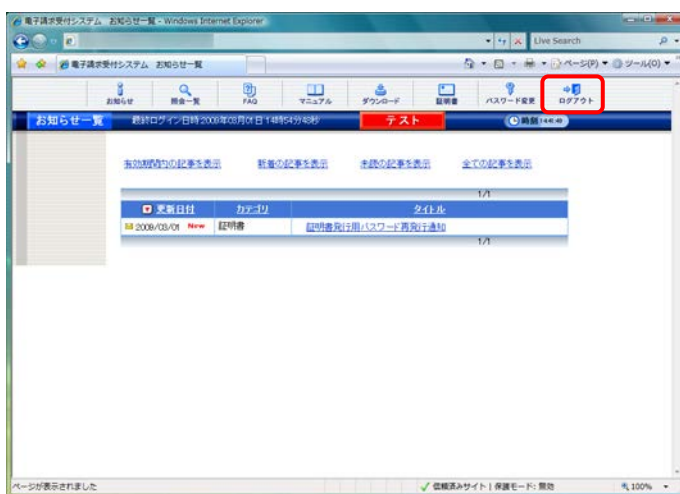 電子請求受付システム お知らせ一覧 - Windows Internet Explorer
Live Search
電子請求受付システム お知らせ一覧
ページ(P) ツール(O)
お知らせ 照会一覧 FAQ マニュアル ダウンロード 証明書 パスワード変更 ログアウト
お知らせ一覧 最終ログイン日時 2009年03月01日 14時54分48秒 テスト 時刻
有効期間内の記事を表示 新着の記事を表示 未読の記事を表示 全ての記事を表示
1/1
更新日付 カテゴリ タイトル
2009/03/01 New 証明書 証明書発行用パスワード再発行通知
1/1
ページが表示されました 信頼済みサイト | 保護モード: 無効 100%